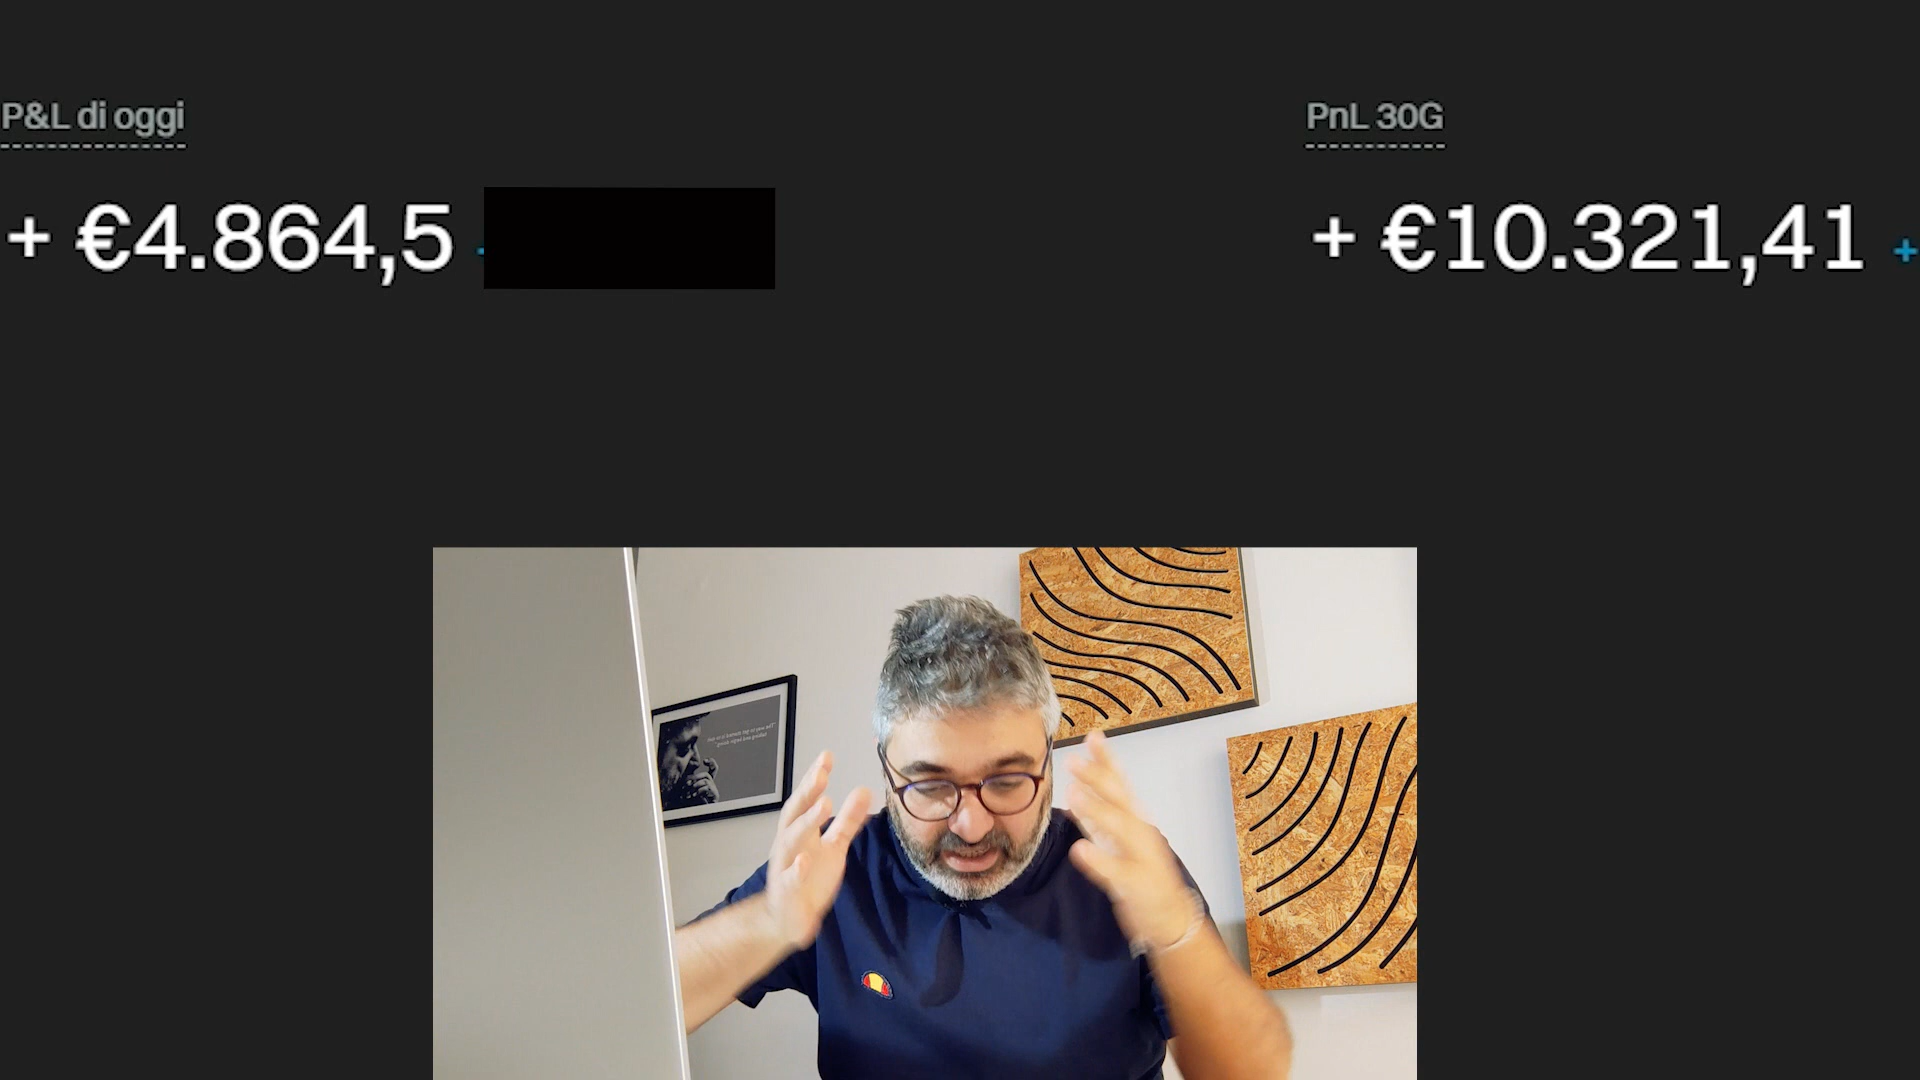 P&L di oggi
PnL 30G
+ €4.864,5
+ €10.321,41 +